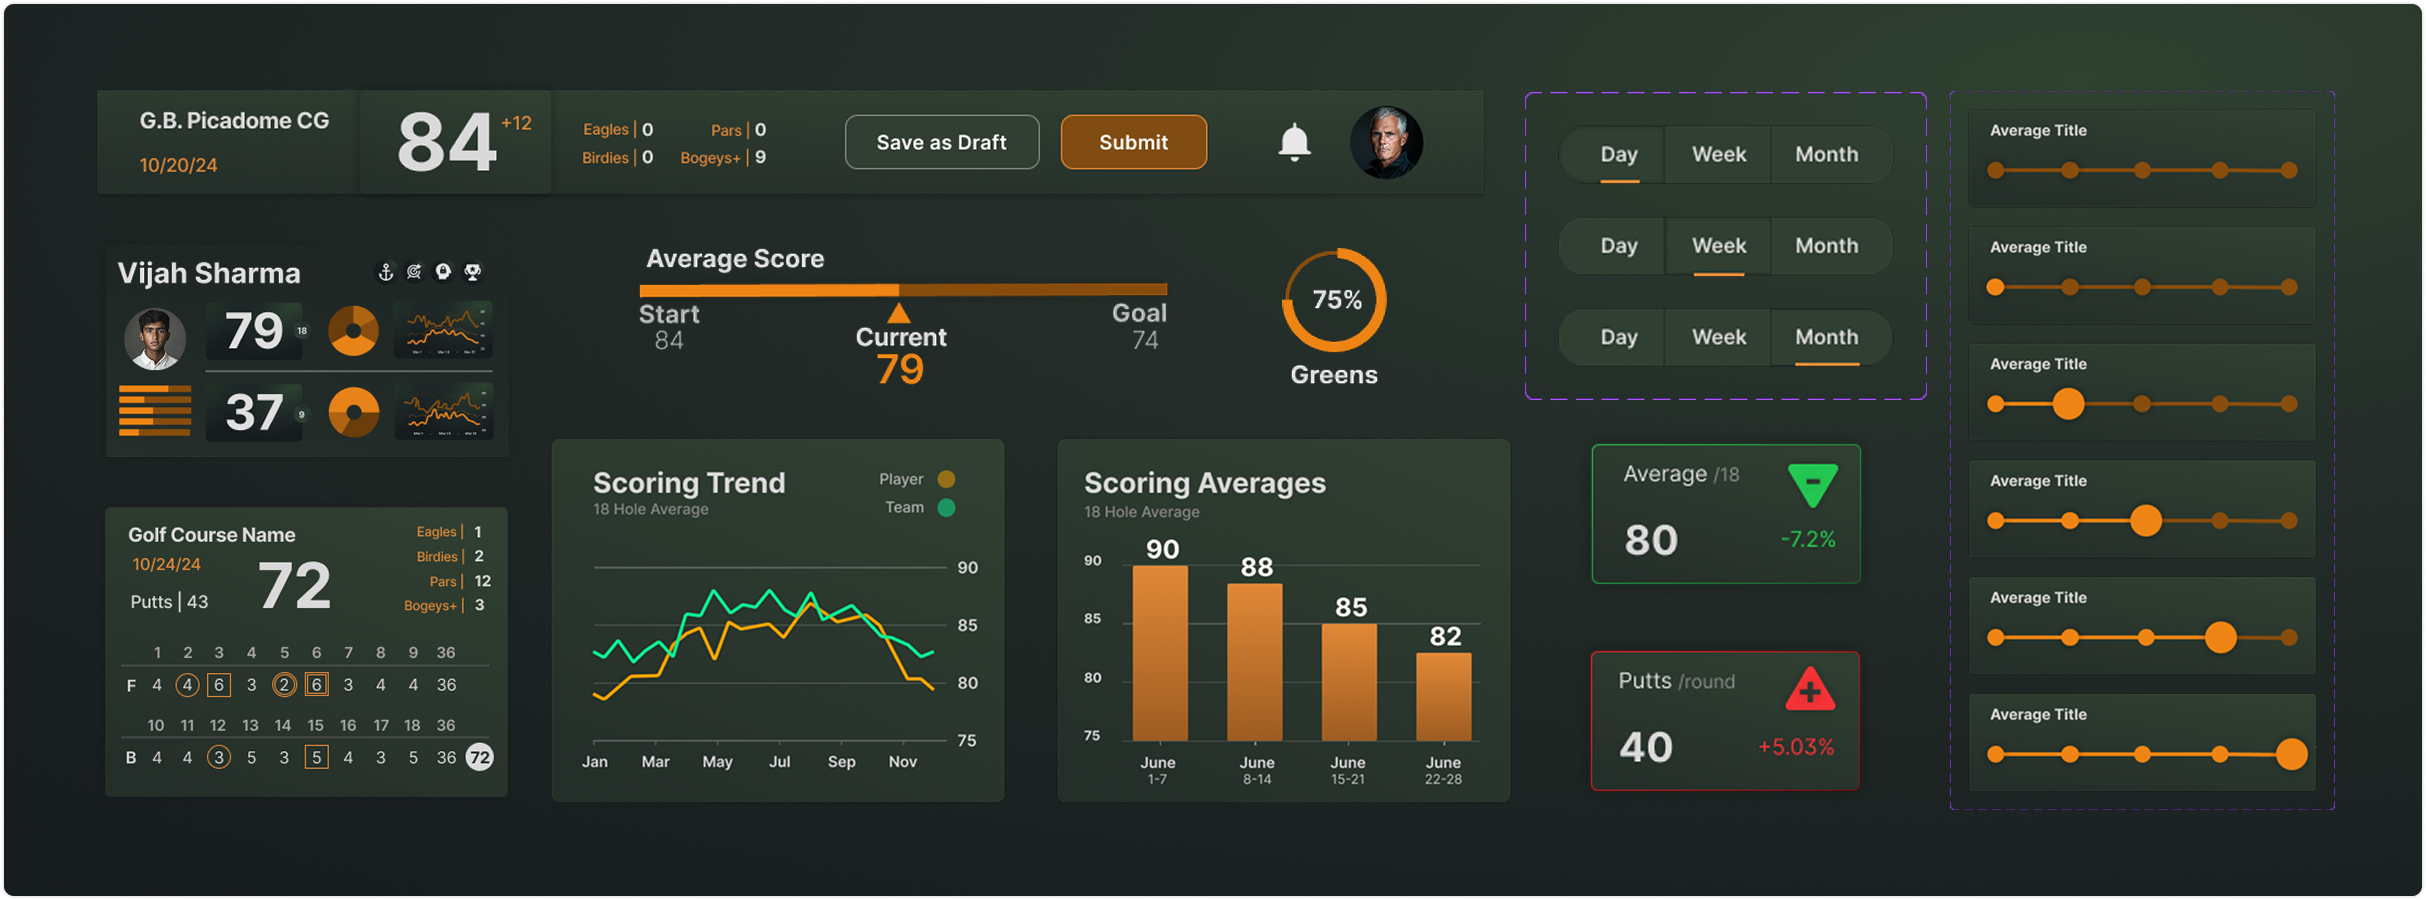 G.B. Picadome CG
10/20/24
84 +12
Eagles | 0
Birdies | 0
Pars | 0
Bogeys+ | 9
Save as Draft
Submit
Vijah Sharma
79 18
37 9
Average Score
Start
84
Current
79
Goal
74
75%
Greens
Day Week Month
Day Week Month
Day Week Month
Golf Course Name
10/24/24
Putts | 43
72
Eagles | 1
Birdies | 2
Pars | 12
Bogeys+ | 3
1 2 3 4 5 6 7 8 9 36
F 4 4 6 3 2 6 3 4 4 36
10 11 12 13 14 15 16 17 18 36
B 4 4 3 5 3 5 4 3 5 36 72
Scoring Trend
18 Hole Average
Player
Team
90
85
80
75
Jan Mar May Jul Sep Nov
Scoring Averages
18 Hole Average
90
85
80
75
90
88
85
82
June June June June
1-7 8-14 15-21 22-28
Average /18
-
80
-7.2%
Putts /round
+
40
+5.03%
Average Title
Average Title
Average Title
Average Title
Average Title
Average Title